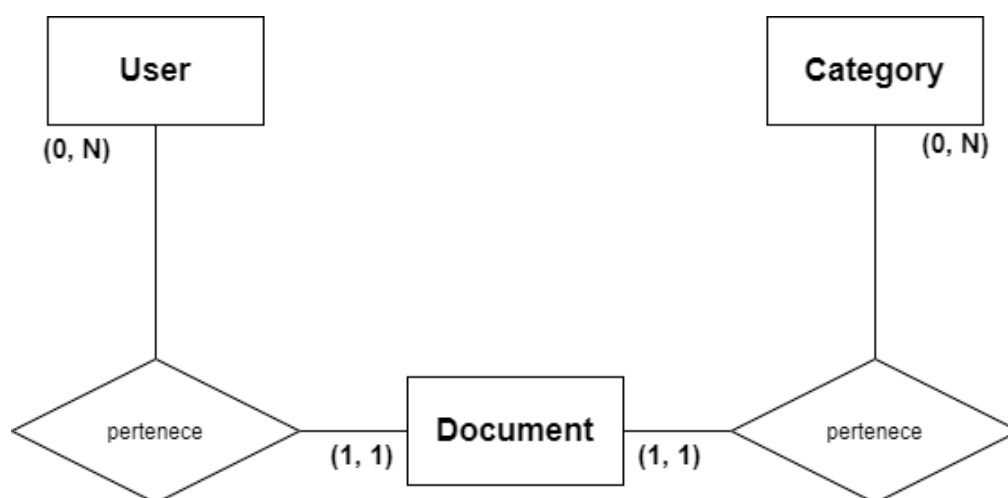 User
Category
(0, N)
(0, N)
pertenece
Document
pertenece
(1, 1)
(1, 1)